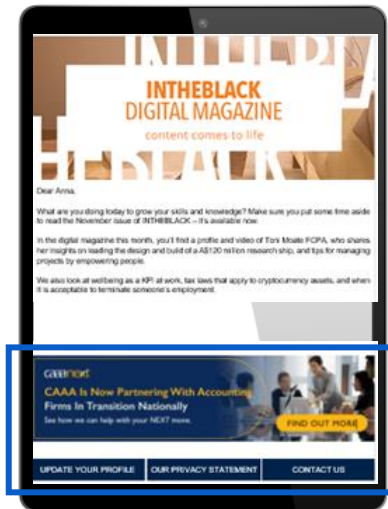 INTHEBLACK
DIGITAL MAGAZINE
content comes to life
Dear Anna,
What are you doing today to grow your skills and knowledge? Make sure you put some time aside
to read the November issue of INTHEBLACK – it's available now.
In the digital magazine this month, you'll find a profile and video of Toni Moate FCPA, who shares
her insights on leading the design and build of a A$120 million research ship, and tips for managing
projects by empowering people.
We also look at wellbeing as a KPI at work, tax laws that apply to cryptocurrency assets, and when
it is acceptable to terminate someone's employment.
CAAA Is Now Partnering With Accounting
Firms In Transition Nationally
See how we can help with your NEXT move.
FIND OUT MORE
UPDATE YOUR PROFILE
OUR PRIVACY STATEMENT
CONTACT US